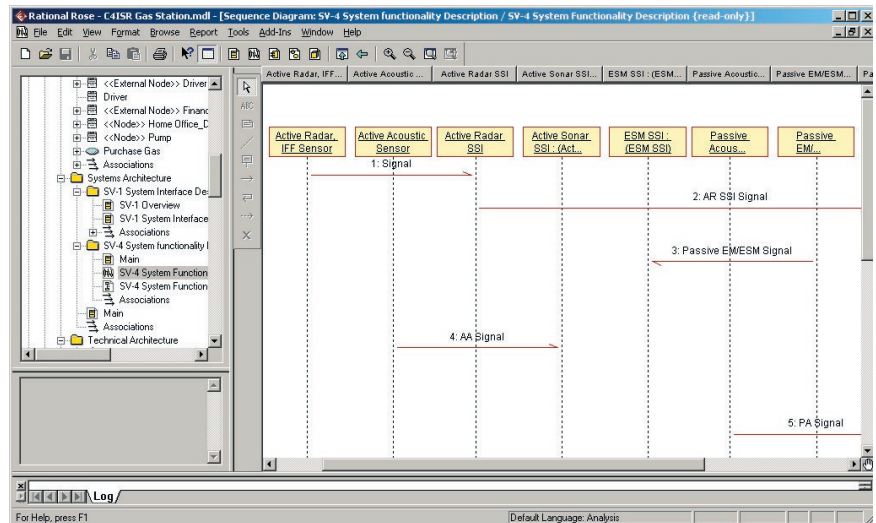 Rational Rose - C4ISR Gas Station.mdl - [Sequence Diagram: SV-4 System functionality Description / SV-4 System Functionality Description {read-only}]
File Edit View Format Browse Report Tools Add-Ins Window Help
<<External Node>> Driver
Driver
<<External Node>> Financ
<<Node>> Home Office_D
<<Node>> Pump
Purchase Gas
Associations
Systems Architecture
SV-1 System Interface De
SV-1 Overview
SV-1 System Interface
Associations
SV-4 System functionality
Main
SV-4 System Function
SV-4 System Function
Associations
Main
Associations
Technical Architecture
ABC
Active Radar, IFF... Active Acoustic ... Active Radar SSI Active Sonar SSI... ESM SSI : (ESM... Passive Acoustic... Passive EM/ESM... Pa
Active Radar, IFF Sensor
Active Acoustic Sensor
Active Radar SSI
Active Sonar SSI : (Act...
ESM SSI : (ESM SSI)
Passive Acous...
Passive EM/...
1: Signal
2: AR SSI Signal
3: Passive EM/ESM Signal
4: AA Signal
5: PA Signal
Log
For Help, press F1 Default Language: Analysis